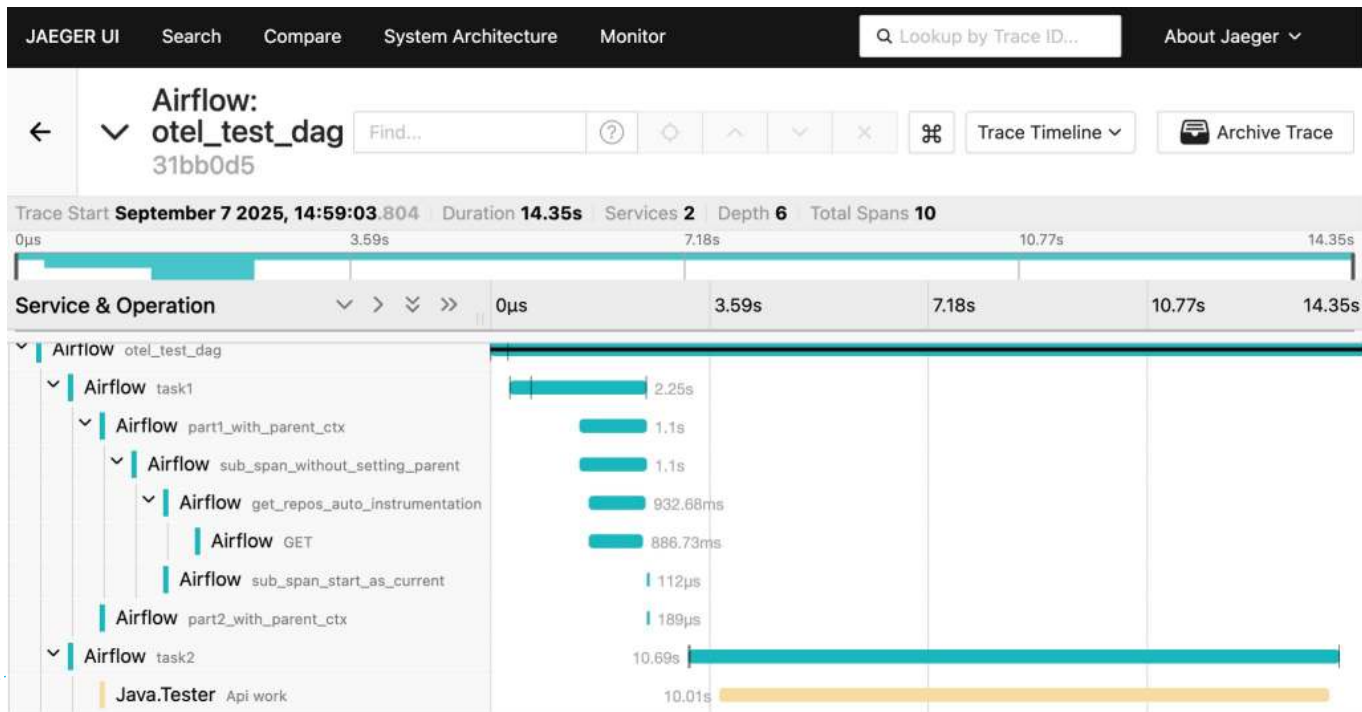 JAEGER UI Search Compare System Architecture Monitor Lookup by Trace ID... About Jaeger
Airflow:
otel_test_dag
31bb0d5
Find... Trace Timeline Archive Trace
Trace Start September 7 2025, 14:59:03.804 Duration 14.35s Services 2 Depth 6 Total Spans 10
0μs 3.59s 7.18s 10.77s 14.35s
Service & Operation 0μs 3.59s 7.18s 10.77s 14.35s
Airflow otel_test_dag
Airflow task1 2.25s
Airflow part1_with_parent_ctx 1.1s
Airflow sub_span_without_setting_parent 1.1s
Airflow get_repos_auto_instrumentation 932.68ms
Airflow GET 886.73ms
Airflow sub_span_start_as_current 112μs
Airflow part2_with_parent_ctx 189μs
Airflow task2 10.69s
Java.Tester Api work 10.01s